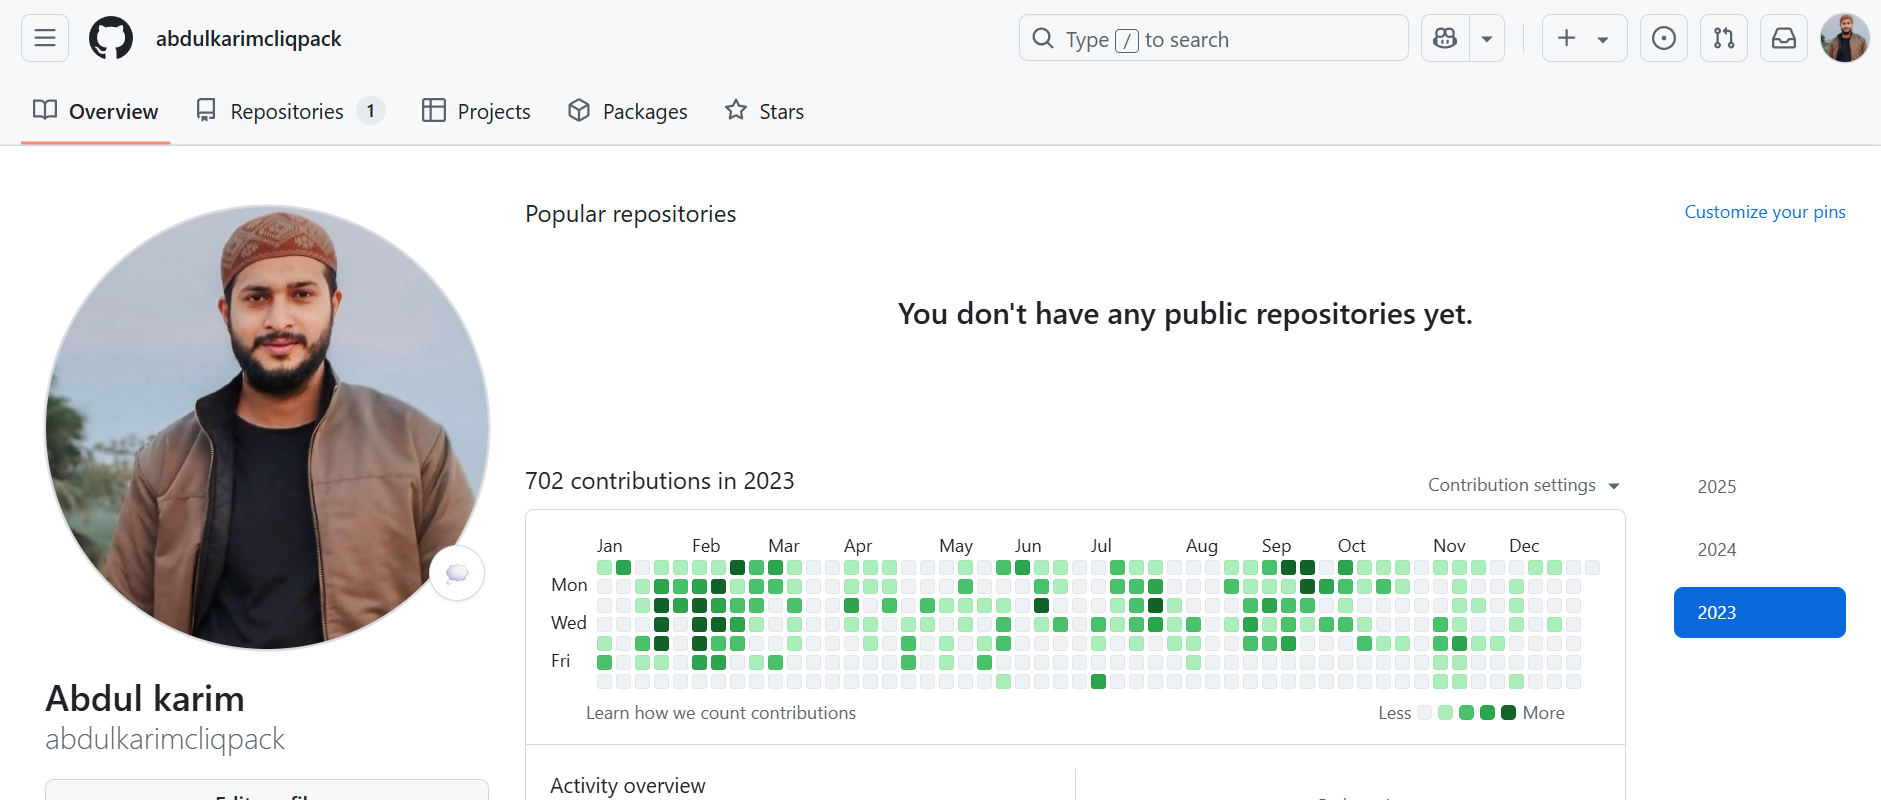 abdulkarimcliqpack
Type / to search
Overview
Repositories 1
Projects
Packages
Stars
Popular repositories
Customize your pins
You don't have any public repositories yet.
702 contributions in 2023
Contribution settings
2025
2024
2023
Jan Feb Mar Apr May Jun Jul Aug Sep Oct Nov Dec
Mon
Wed
Fri
Learn how we count contributions
Less More
Abdul karim
abdulkarimcliqpack
Activity overview